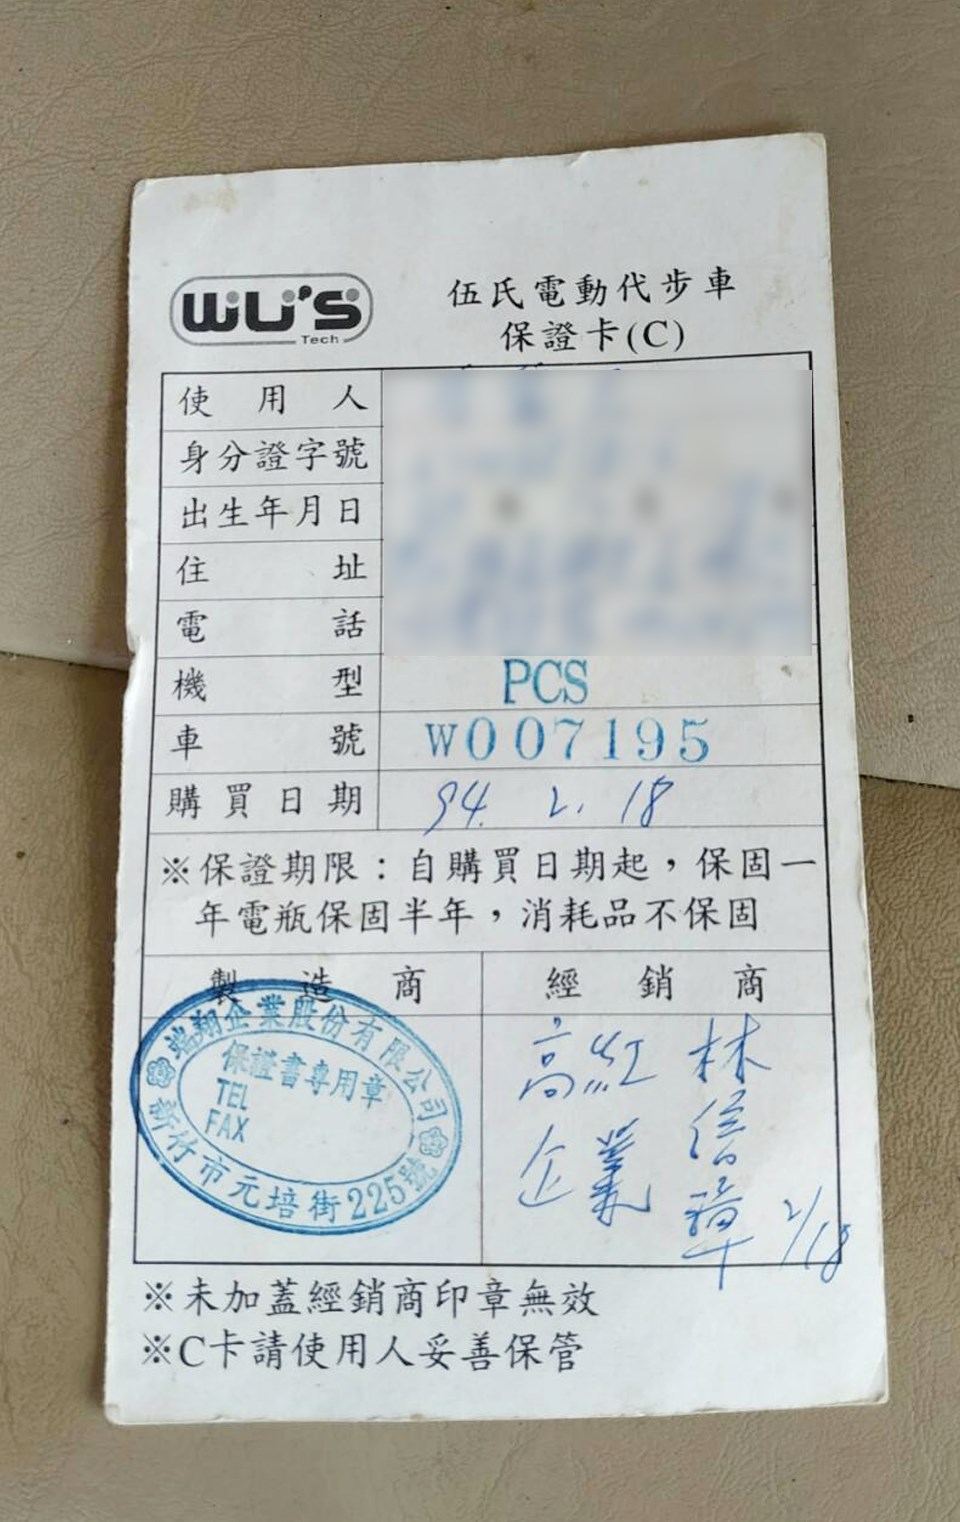 WU'S
Tech
伍氏電動代步車
保證卡(C)
使用人
身分證字號
出生年月日
住址
電話
機型 PCS
車號 W007195
購買日期 94. 2. 18
※保證期限：自購買日期起，保固一
年電瓶保固半年，消耗品不保固
製造商 經銷商
瑞翔企業股份有限公司
保證書專用章
TEL
FAX
新竹市元培街225號
高紅
企業
林信璋 2/18
※未加蓋經銷商印章無效
※C卡請使用人妥善保管